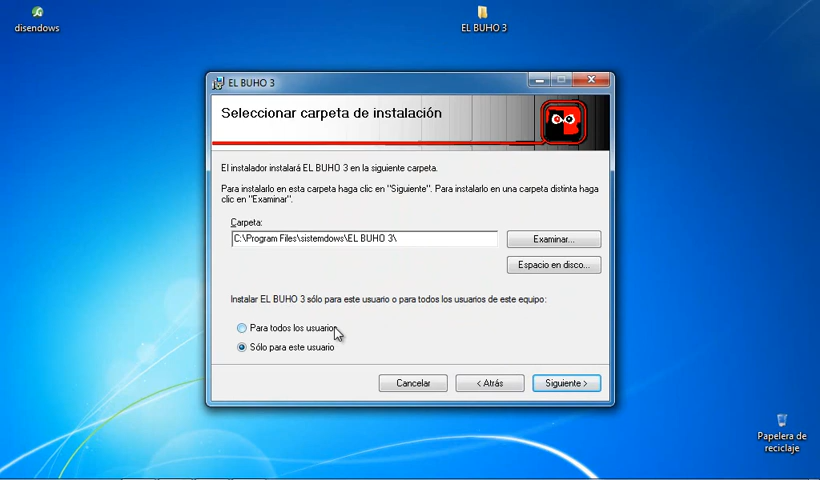 disendows
EL BUHO 3
EL BUHO 3
Seleccionar carpeta de instalación
El instalador instalará EL BUHO 3 en la siguiente carpeta.
Para instalarlo en esta carpeta haga clic en "Siguiente". Para instalarlo en una carpeta distinta haga
clic en "Examinar".
Carpeta:
C:\Program Files\sistemdows\EL BUHO 3\
Examinar...
Espacio en disco...
Instalar EL BUHO 3 sólo para este usuario o para todos los usuarios de este equipo:
Para todos los usuarios
Sólo para este usuario
Cancelar
< Atrás
Siguiente >
Papelera de
reciclaje